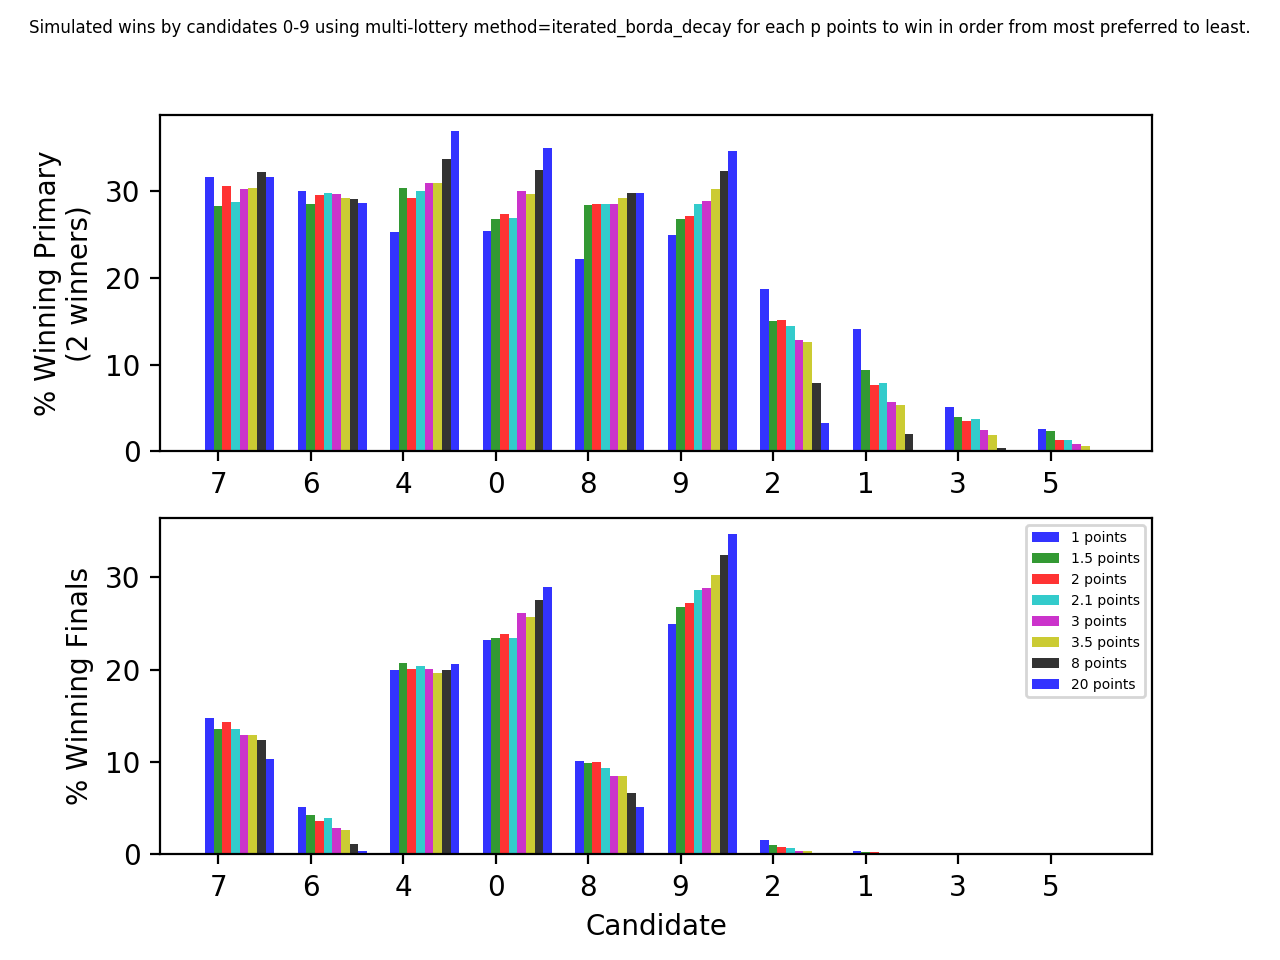 Simulated wins by candidates 0-9 using multi-lottery method=iterated_borda_decay for each p points to win in order from most preferred to least.
% Winning Primary
(2 winners)
30
20
10
0
7 6 4 0 8 9 2 1 3 5
% Winning Finals
30
20
10
0
1 points
1.5 points
2 points
2.1 points
3 points
3.5 points
8 points
20 points
7 6 4 0 8 9 2 1 3 5
Candidate